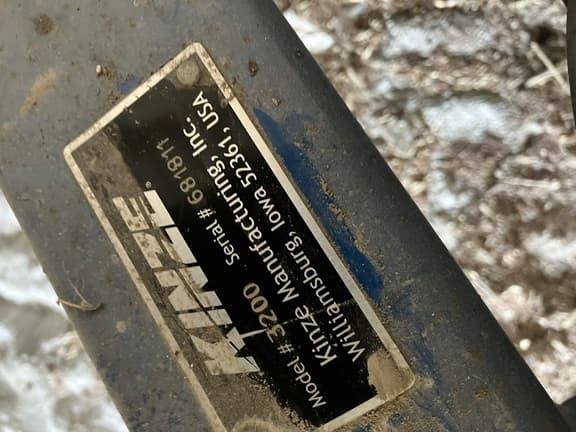 KINZE®
Model # 3200 Serial # 681811
Kinze Manufacturing, Inc.
Williamsburg, Iowa 52361, USA